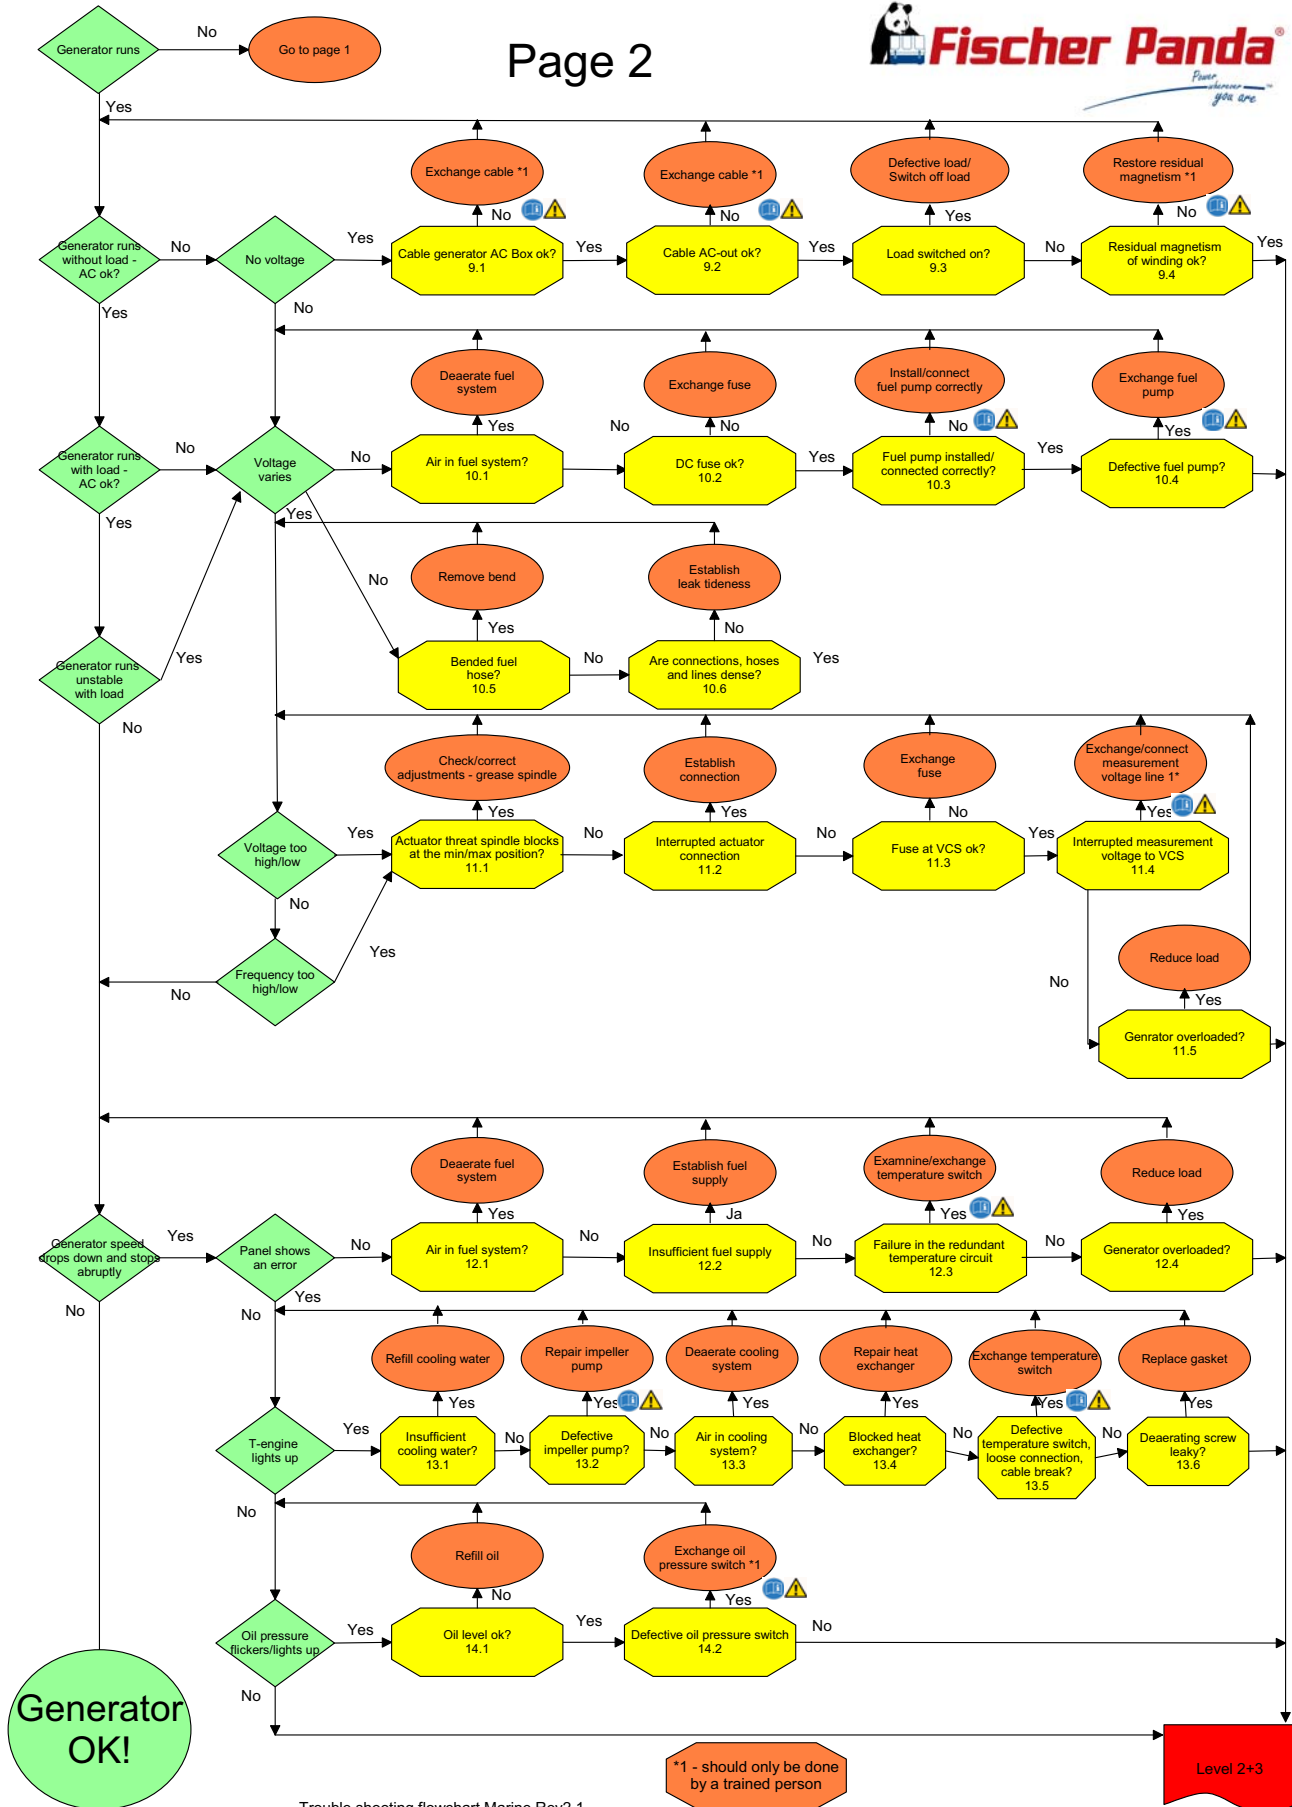 Generator runs
No
Go to page 1
Page 2
Fischer Panda®
Power
wherever
you are
Yes
Exchange cable *1
Exchange cable *1
Defective load/
Switch off load
Restore residual
magnetism *1
No
No
Yes
No
Generator runs
without load -
AC ok?
No
No voltage
Yes
Cable generator AC Box ok?
9.1
Yes
Cable AC-out ok?
9.2
Yes
Load switched on?
9.3
No
Residual magnetism
of winding ok?
9.4
Yes
Yes
No
Deaerate fuel
system
Exchange fuse
Install/connect
fuel pump correctly
Exchange fuel
pump
Yes
No
No
No
Yes
Generator runs
with load -
AC ok?
No
Voltage
varies
No
Air in fuel system?
10.1
DC fuse ok?
10.2
Yes
Fuel pump installed/
connected correctly?
10.3
Yes
Defective fuel pump?
10.4
Yes
Yes
Remove bend
Establish
leak tideness
No
Yes
No
Generator runs
unstable
with load
Yes
Bended fuel
hose?
10.5
No
Are connections, hoses
and lines dense?
10.6
Yes
No
Check/correct
adjustments - grease spindle
Establish
connection
Exchange
fuse
Exchange/connect
measurement
voltage line 1*
Yes
Yes
No
Yes
Voltage too
high/low
Yes
Actuator threat spindle blocks
at the min/max position?
11.1
No
Interrupted actuator
connection
11.2
No
Fuse at VCS ok?
11.3
Yes
Interrupted measurement
voltage to VCS
11.4
No
Frequency too
high/low
Yes
No
Reduce load
No
Yes
Genrator overloaded?
11.5
Deaerate fuel
system
Establish fuel
supply
Examnine/exchange
temperature switch
Reduce load
Yes
Ja
Yes
Yes
Generator speed
drops down and stops
abruptly
Yes
Panel shows
an error
No
Air in fuel system?
12.1
No
Insufficient fuel supply
12.2
No
Failure in the redundant
temperature circuit
12.3
No
Generator overloaded?
12.4
No
No
Yes
Refill cooling water
Repair impeller
pump
Deaerate cooling
system
Repair heat
exchanger
Exchange temperature
switch
Replace gasket
Yes
Yes
Yes
Yes
Yes
Yes
T-engine
lights up
Yes
Insufficient
cooling water?
13.1
No
Defective
impeller pump?
13.2
No
Air in cooling
system?
13.3
No
Blocked heat
exchanger?
13.4
No
Defective
temperature switch,
loose connection,
cable break?
13.5
No
Deaerating screw
leaky?
13.6
No
Refill oil
Exchange oil
pressure switch *1
No
Yes
Oil pressure
flickers/lights up
Yes
Oil level ok?
14.1
Yes
Defective oil pressure switch
14.2
No
No
Generator
OK!
*1 - should only be done
by a trained person
Level 2+3
Trouble shooting flowchart Marine Rev2.1